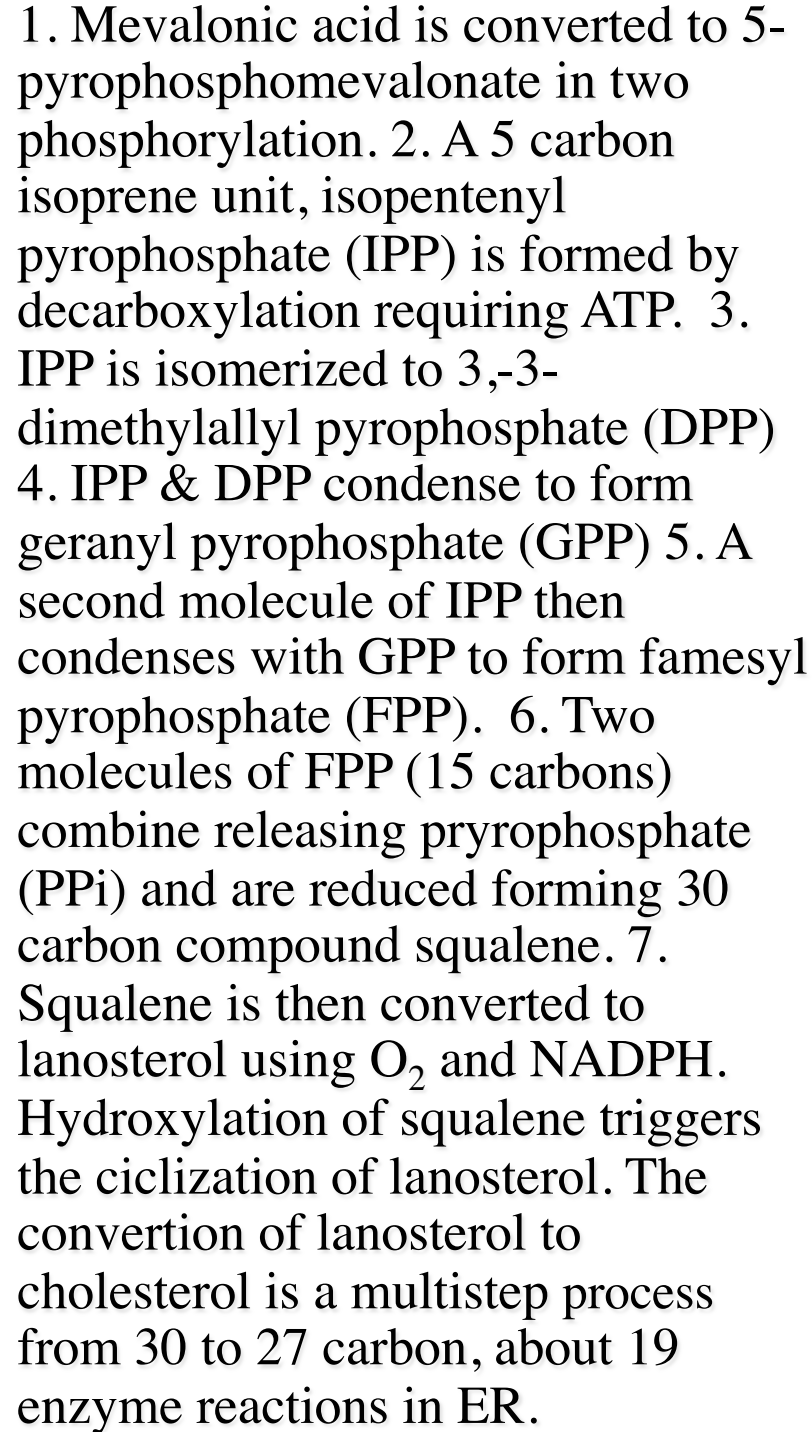 1. Mevalonic acid is converted to 5-
pyrophosphomevalonate in two
phosphorylation. 2. A 5 carbon
isoprene unit, isopentenyl
pyrophosphate (IPP) is formed by
decarboxylation requiring ATP.  3.
IPP is isomerized to 3,-3-
dimethylallyl pyrophosphate (DPP)
4. IPP & DPP condense to form
geranyl pyrophosphate (GPP) 5. A
second molecule of IPP then
condenses with GPP to form famesyl
pyrophosphate (FPP).  6. Two
molecules of FPP (15 carbons)
combine releasing pryrophosphate
(PPi) and are reduced forming 30
carbon compound squalene. 7.
Squalene is then converted to
lanosterol using O₂ and NADPH.
Hydroxylation of squalene triggers
the ciclization of lanosterol. The
convertion of lanosterol to
cholesterol is a multistep process
from 30 to 27 carbon, about 19
enzyme reactions in ER.